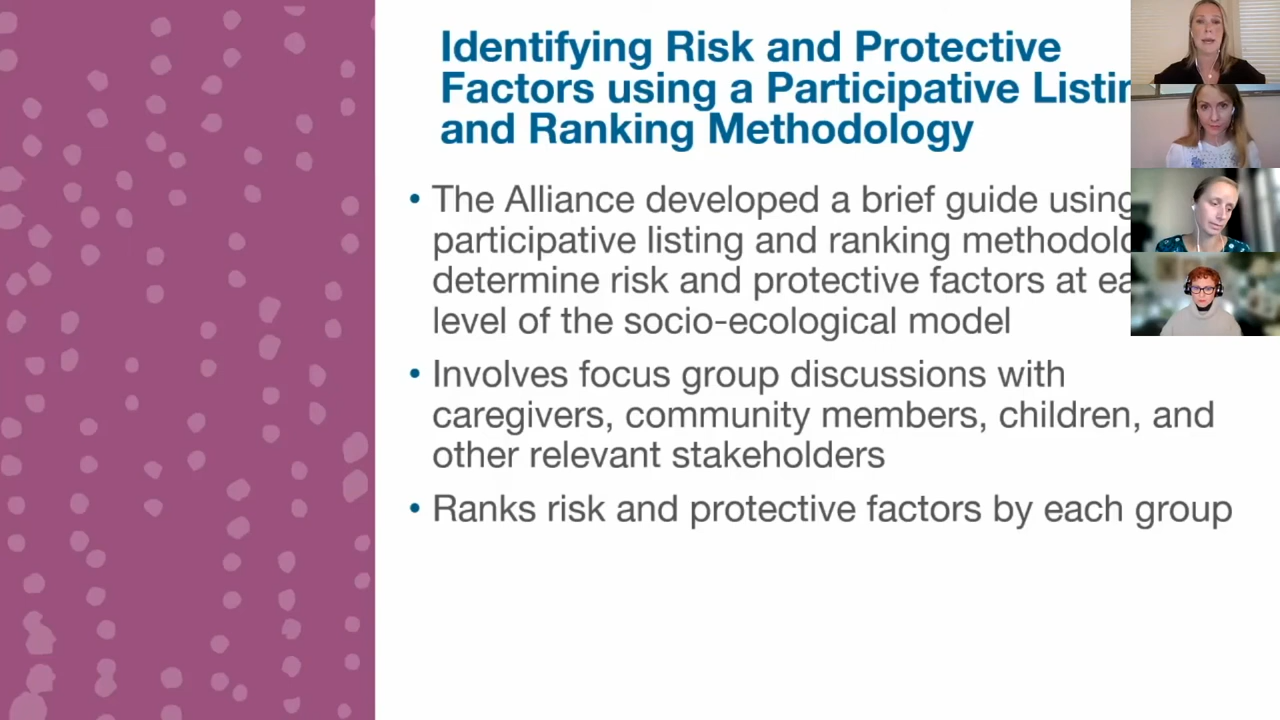 Identifying Risk and Protective
Factors using a Participative
and Ranking Methodology
• The Alliance developed a brief guide using
participative listing and ranking
determine risk and protective factors at
level of the socio-ecological model
• Involves focus group discussions with
caregivers, community members, children, and
other relevant stakeholders
• Ranks risk and protective factors by each group